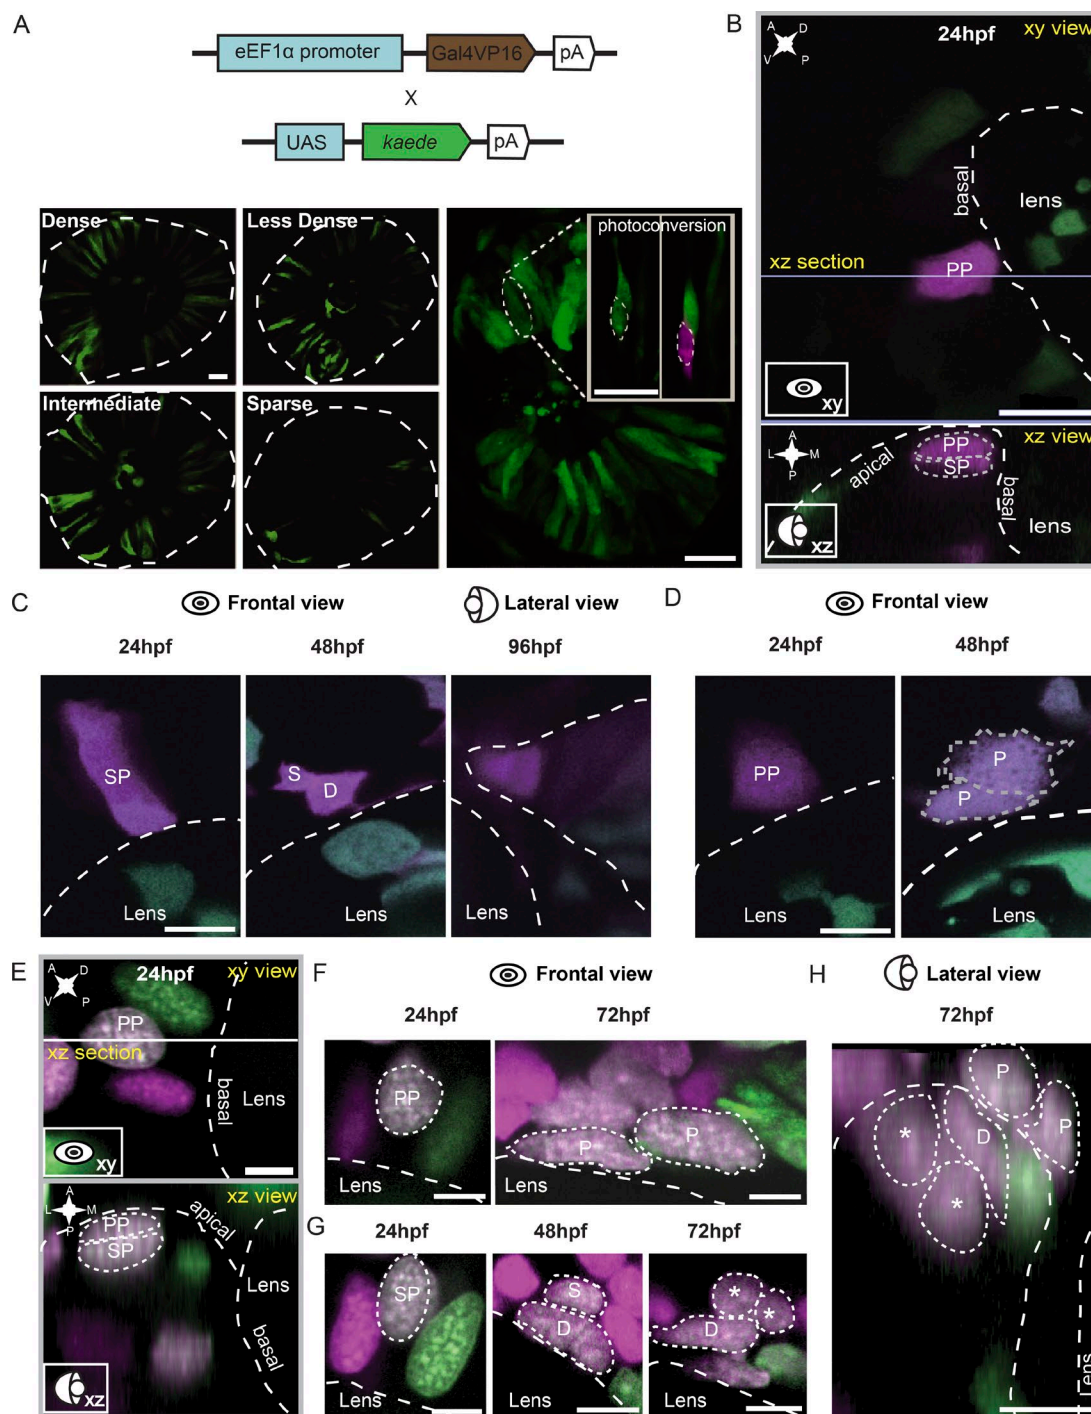 A
eEF1α promoter
Gal4VP16
pA
X
UAS
kaede
pA
Dense
Less Dense
Intermediate
Sparse
photoconversion
B
A D
V P
24hpf
xy view
basal
lens
xz section
PP
xy
xz view
A
L M
P
PP
SP
apical
basal
lens
xz
C
Frontal view
Lateral view
24hpf
48hpf
96hpf
SP
Lens
S
D
Lens
D
Frontal view
24hpf
48hpf
PP
Lens
P
P
Lens
E
A D
V P
24hpf
xy view
PP
xz section
basal
Lens
xy
xz view
A
L M
P
PP
SP
apical
Lens
basal
xz
F
Frontal view
24hpf
72hpf
PP
Lens
P
P
Lens
G
24hpf
48hpf
72hpf
SP
Lens
S
D
Lens
*
*
D
Lens
H
Lateral view
72hpf
P
P
D
*
*
Lens